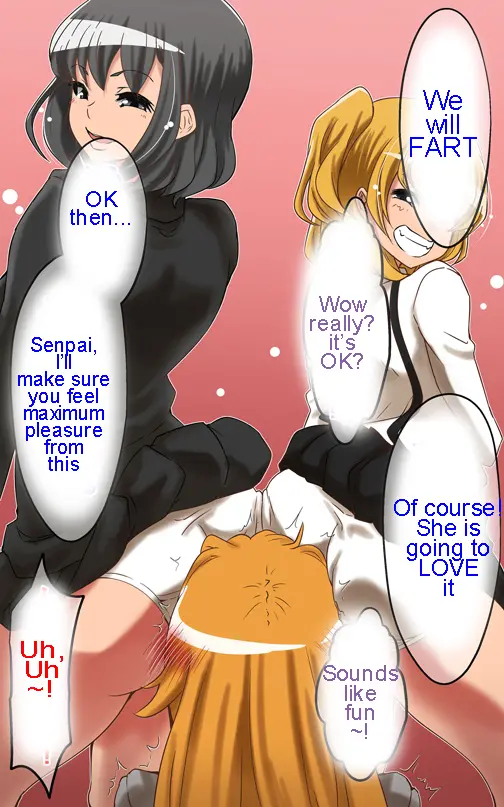 We
will
FART
OK
then...
Wow
really?
it's
OK?
Senpai,
I'll
make sure
you feel
maximum
pleasure
from
this
Of course!
She is
going to
LOVE
it
Uh,
Uh
~!
!
Sounds
like
fun
~!